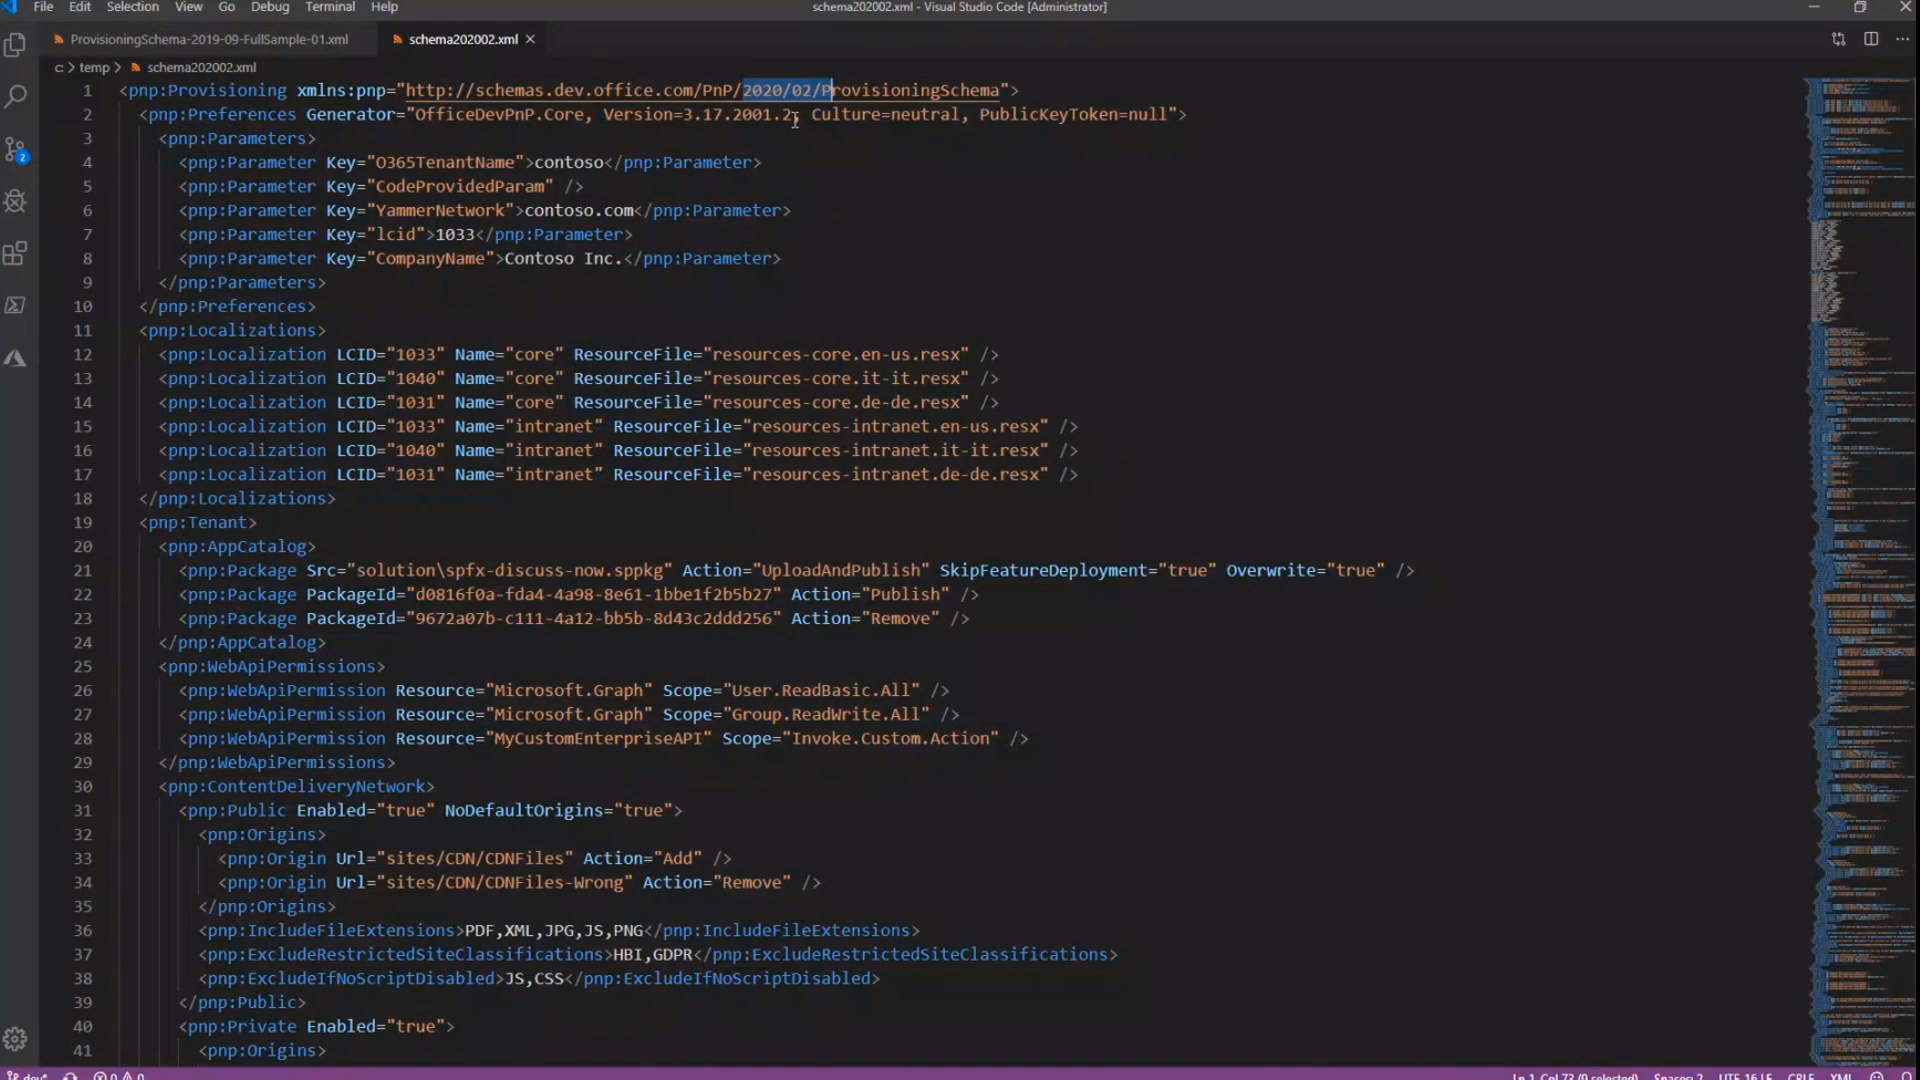 File Edit Selection View Go Debug Terminal Help
schema202002.xml - Visual Studio Code [Administrator]
ProvisioningSchema-2019-09-FullSample-01.xml
schema202002.xml
c: > temp > schema202002.xml
1 <pnp:Provisioning xmlns:pnp="http://schemas.dev.office.com/PnP/2020/02/ProvisioningSchema">
2 <pnp:Preferences Generator="OfficeDevPnP.Core, Version=3.17.2001.2, Culture=neutral, PublicKeyToken=null">
3 <pnp:Parameters>
4 <pnp:Parameter Key="O365TenantName">contoso</pnp:Parameter>
5 <pnp:Parameter Key="CodeProvidedParam" />
6 <pnp:Parameter Key="YammerNetwork">contoso.com</pnp:Parameter>
7 <pnp:Parameter Key="lcid">1033</pnp:Parameter>
8 <pnp:Parameter Key="CompanyName">Contoso Inc.</pnp:Parameter>
9 </pnp:Parameters>
10 </pnp:Preferences>
11 <pnp:Localizations>
12 <pnp:Localization LCID="1033" Name="core" ResourceFile="resources-core.en-us.resx" />
13 <pnp:Localization LCID="1040" Name="core" ResourceFile="resources-core.it-it.resx" />
14 <pnp:Localization LCID="1031" Name="core" ResourceFile="resources-core.de-de.resx" />
15 <pnp:Localization LCID="1033" Name="intranet" ResourceFile="resources-intranet.en-us.resx" />
16 <pnp:Localization LCID="1040" Name="intranet" ResourceFile="resources-intranet.it-it.resx" />
17 <pnp:Localization LCID="1031" Name="intranet" ResourceFile="resources-intranet.de-de.resx" />
18 </pnp:Localizations>
19 <pnp:Tenant>
20 <pnp:AppCatalog>
21 <pnp:Package Src="solution\spfx-discuss-now.sppkg" Action="UploadAndPublish" SkipFeatureDeployment="true" Overwrite="true" />
22 <pnp:Package PackageId="d0816f0a-fda4-4a98-8e61-1bbe1f2b5b27" Action="Publish" />
23 <pnp:Package PackageId="9672a07b-c111-4a12-bb5b-8d43c2ddd256" Action="Remove" />
24 </pnp:AppCatalog>
25 <pnp:WebApiPermissions>
26 <pnp:WebApiPermission Resource="Microsoft.Graph" Scope="User.ReadBasic.All" />
27 <pnp:WebApiPermission Resource="Microsoft.Graph" Scope="Group.ReadWrite.All" />
28 <pnp:WebApiPermission Resource="MyCustomEnterpriseAPI" Scope="Invoke.Custom.Action" />
29 </pnp:WebApiPermissions>
30 <pnp:ContentDeliveryNetwork>
31 <pnp:Public Enabled="true" NoDefaultOrigins="true">
32 <pnp:Origins>
33 <pnp:Origin Url="sites/CDN/CDNFiles" Action="Add" />
34 <pnp:Origin Url="sites/CDN/CDNFiles-Wrong" Action="Remove" />
35 </pnp:Origins>
36 <pnp:IncludeFileExtensions>PDF,XML,JPG,JS,PNG</pnp:IncludeFileExtensions>
37 <pnp:ExcludeRestrictedSiteClassifications>HBI,GDPR</pnp:ExcludeRestrictedSiteClassifications>
38 <pnp:ExcludeIfNoScriptDisabled>JS,CSS</pnp:ExcludeIfNoScriptDisabled>
39 </pnp:Public>
40 <pnp:Private Enabled="true">
41 <pnp:Origins>
2
dev* 0 0 Ln 1, Col 73 (9 selected) Spaces: 2 UTF-16 LE CRLF XML